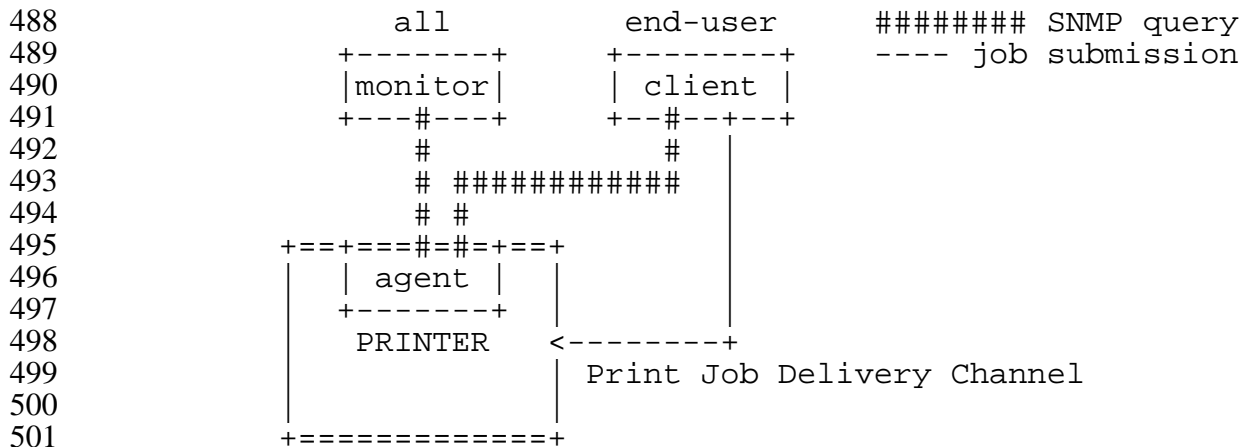 488                     all          end-user      ######## SNMP query
489                  +-------+      +--------+     ---- job submission
490                  |monitor|      | client |
491                  +---#---+      +--#--+--+
492                      #             #  |
493                      # ############  |
494                      # #             |
495              +==+===#=#=+==+         |
496              |  | agent |  |         |
497              |  +-------+  |         |
498              |   PRINTER   <--------+
499              |             | Print Job Delivery Channel
500              |             |
501              +=============+